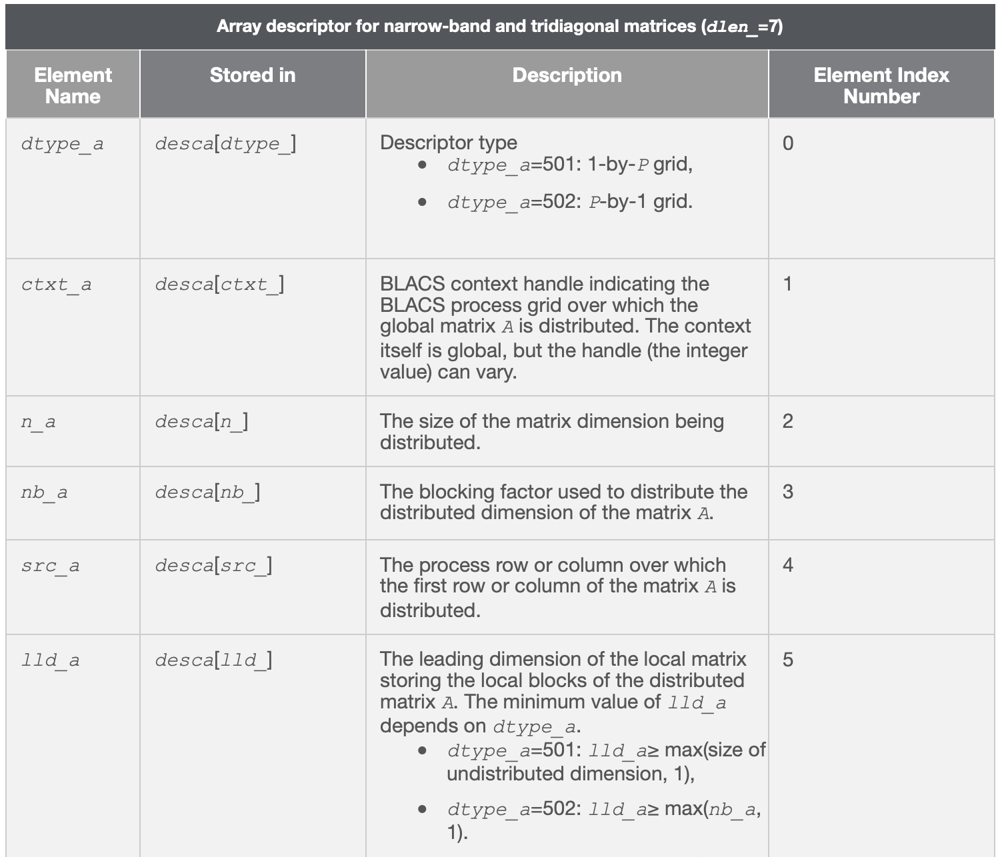 Array descriptor for narrow-band and tridiagonal matrices (dlen_=7)
Element Name
Stored in
Description
Element Index Number
dtype_a
desca[dtype_]
Descriptor type
• dtype_a=501: 1-by-P grid,
• dtype_a=502: P-by-1 grid.
0
ctxt_a
desca[ctxt_]
BLACS context handle indicating the
BLACS process grid over which the
global matrix A is distributed. The context
itself is global, but the handle (the integer
value) can vary.
1
n_a
desca[n_]
The size of the matrix dimension being
distributed.
2
nb_a
desca[nb_]
The blocking factor used to distribute the
distributed dimension of the matrix A.
3
src_a
desca[src_]
The process row or column over which
the first row or column of the matrix A is
distributed.
4
lld_a
desca[lld_]
The leading dimension of the local matrix
storing the local blocks of the distributed
matrix A. The minimum value of lld_a
depends on dtype_a.
• dtype_a=501: lld_a≥ max(size of
undistributed dimension, 1),
• dtype_a=502: lld_a≥ max(nb_a,
1).
5